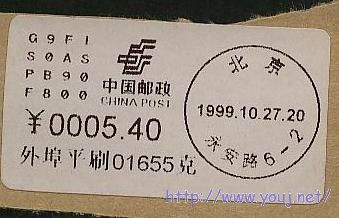 G9FI
S0AS
PB90
F800
中国邮政
CHINA POST
¥0005.40
外埠平刷01655克
北京
1999.10.27.20
永安路6-2
http://www.youj.net/